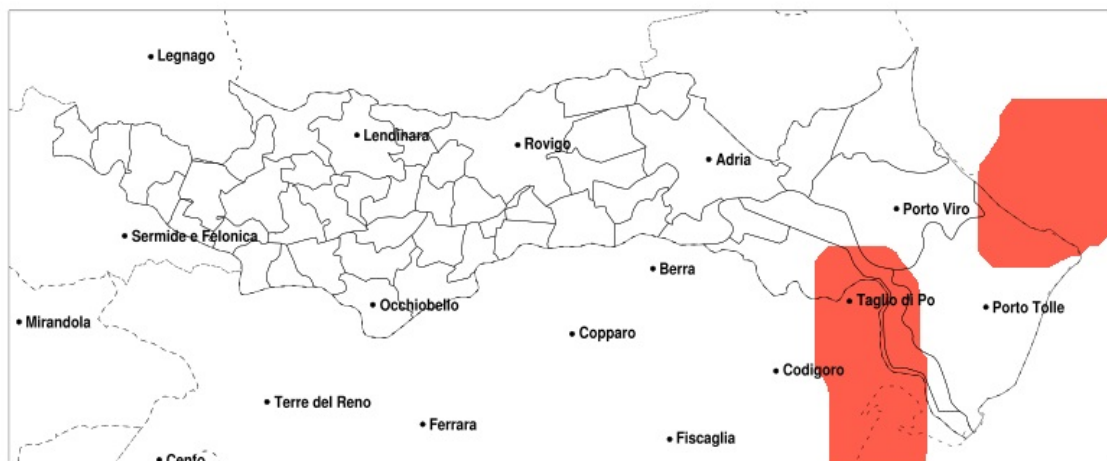 Legnago
Lendinara
Rovigo
Adria
Porto Viro
Sermide e Felonica
Berra
Taglio di Po
Occhiobello
Porto Tolle
Mirandola
Copparo
Codigoro
Terre del Reno
Ferrara
Fiscaglia
Cento